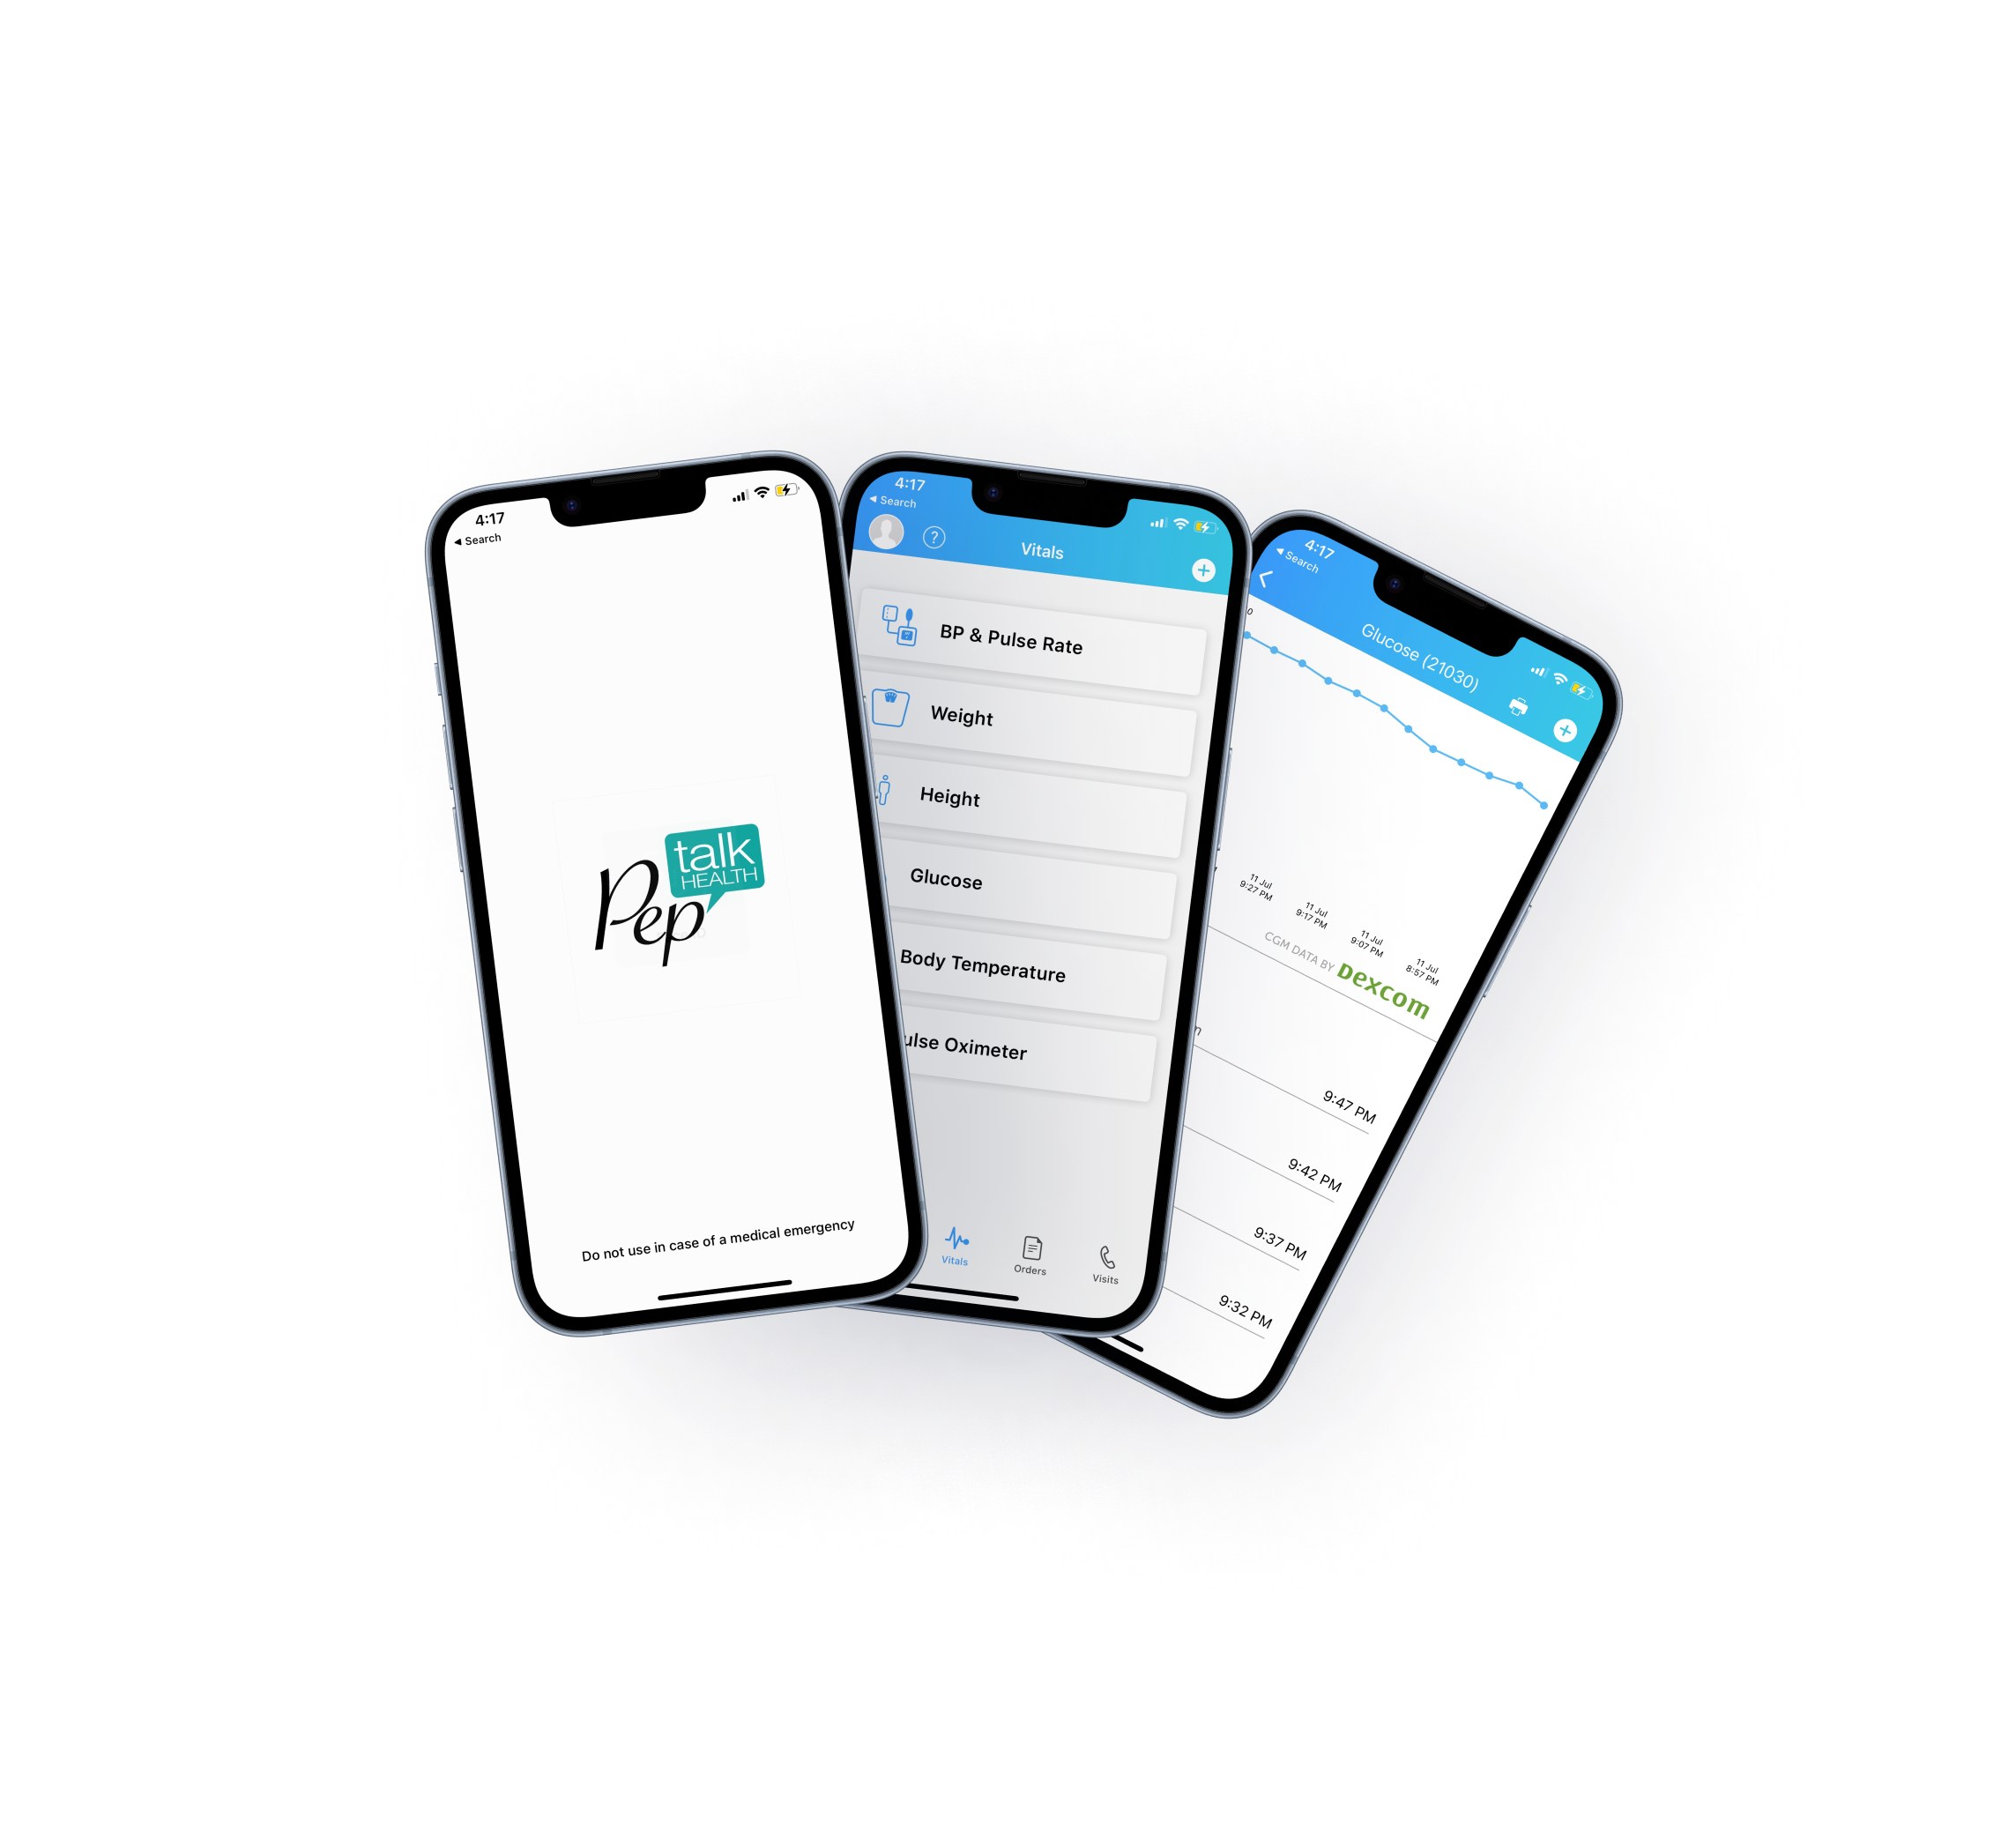 4:17
Search
Pep
talk
HEALTH
Do not use in case of a medical emergency
4:17
Search
?
Vitals
BP & Pulse Rate
Weight
Height
Glucose
Body Temperature
ulse Oximeter
Vitals
Orders
Visits
4:17
Search
Glucose (21030)
0
11 Jul
9:27 PM
11 Jul
9:17 PM
11 Jul
9:07 PM
11 Jul
8:57 PM
CGM DATA BY Dexcom
n
9:47 PM
9:42 PM
9:37 PM
9:32 PM